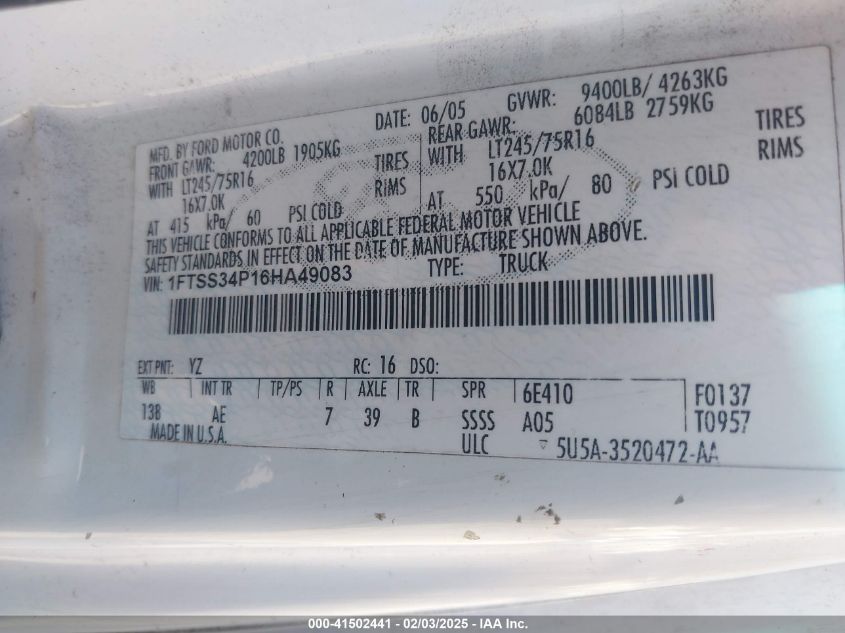 MFD. BY FORD MOTOR CO.
DATE: 06/05 GVWR: 9400LB/ 4263KG
FRONT GAWR: 4200LB 1905KG
REAR GAWR: 6084LB 2759KG
WITH LT245/75R16 TIRES
WITH LT245/75R16 TIRES
16X7.0K RIMS
16X7.0K RIMS
AT 415 kPa/ 60 PSI COLD
AT 550 kPa/ 80 PSI COLD
THIS VEHICLE CONFORMS TO ALL APPLICABLE FEDERAL MOTOR VEHICLE
SAFETY STANDARDS IN EFFECT ON THE DATE OF MANUFACTURE SHOWN ABOVE.
VIN: 1FTSS34P16HA49083 TYPE: TRUCK
EXT PNT: YZ RC: 16 DSO:
WB INT TR TP/PS R AXLE TR SPR 6E410 F0137
138 AE 7 39 B SSSS A05 T0957
MADE IN U.S.A. ULC 5U5A-3520472-AA
000-41502441 - 02/03/2025 - IAA Inc.